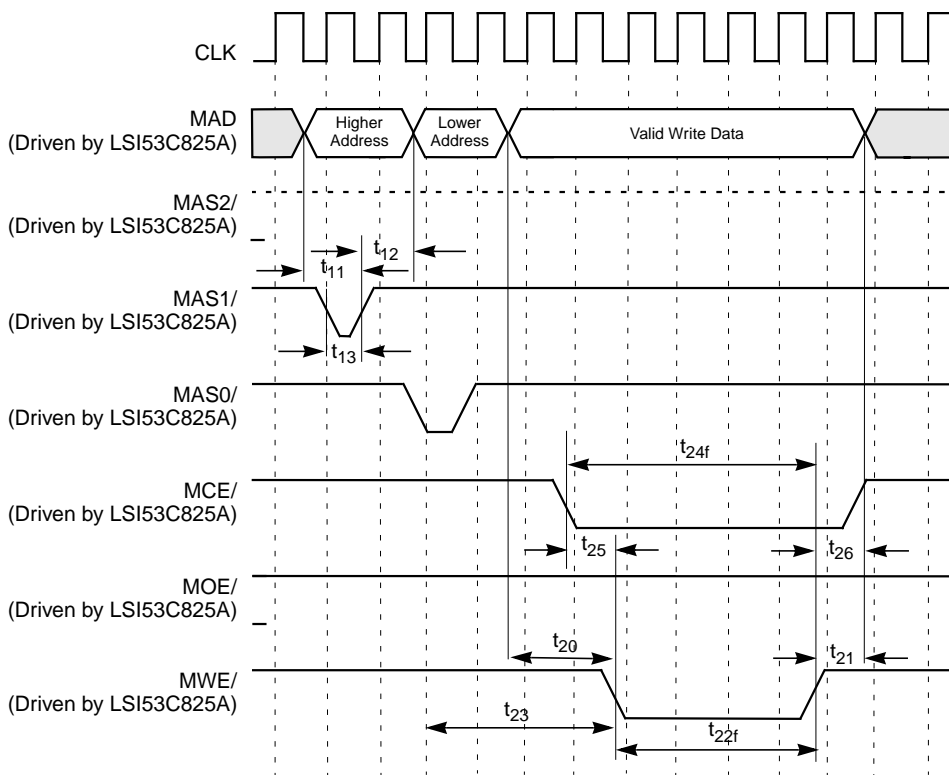 CLK
MAD
(Driven by LSI53C825A)
Higher
Address
Lower
Address
Valid Write Data
MAS2/
(Driven by LSI53C825A)
t12
t11
MAS1/
(Driven by LSI53C825A)
t13
MAS0/
(Driven by LSI53C825A)
t24f
MCE/
(Driven by LSI53C825A)
t25
t26
MOE/
(Driven by LSI53C825A)
t20
t21
MWE/
(Driven by LSI53C825A)
t23
t22f